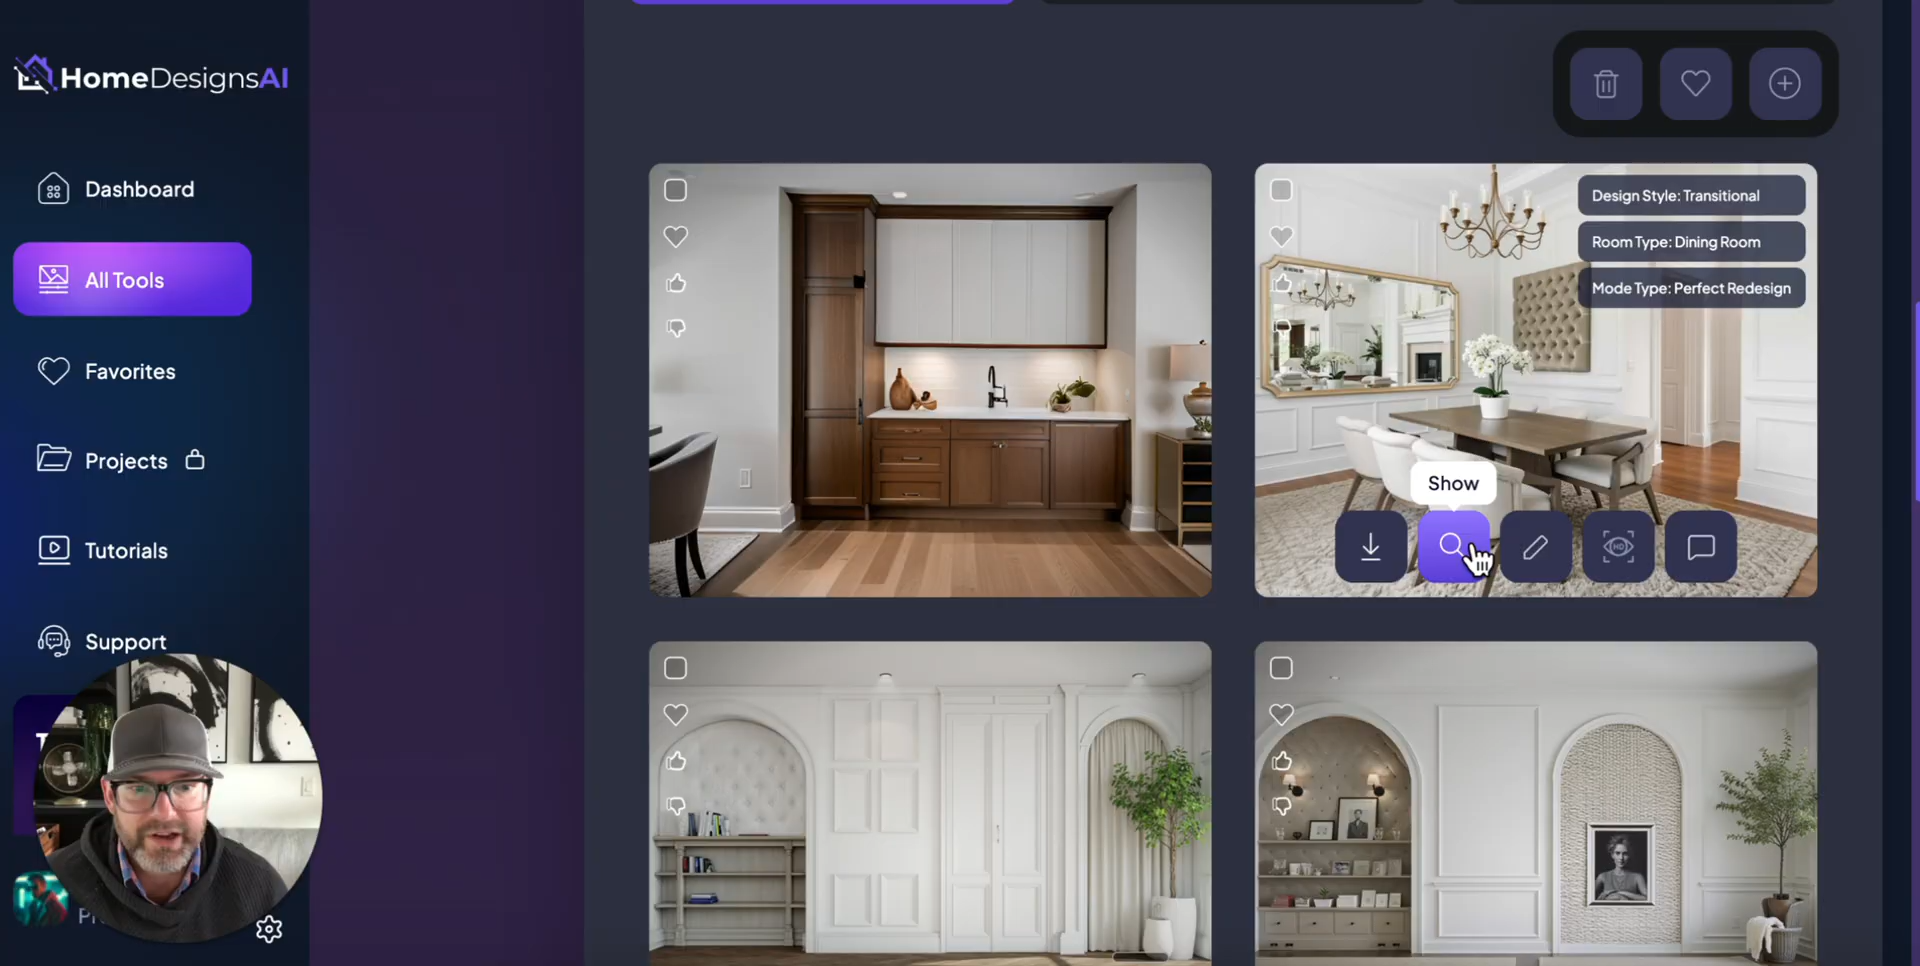 HomeDesignsAI
Dashboard
All Tools
Favorites
Projects
Tutorials
Support
Design Style: Transitional
Room Type: Dining Room
Mode Type: Perfect Redesign
Show
HD